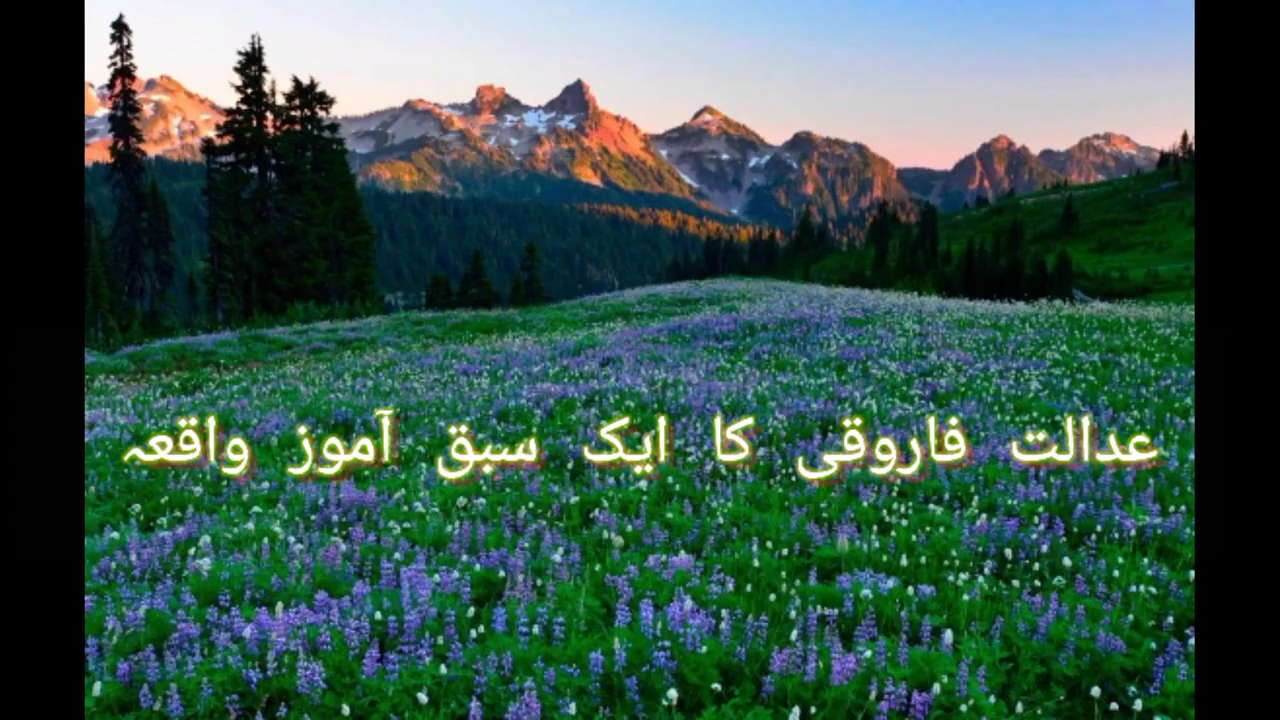 عدالت فاروقی کا ایک سبق آموز واقعہ